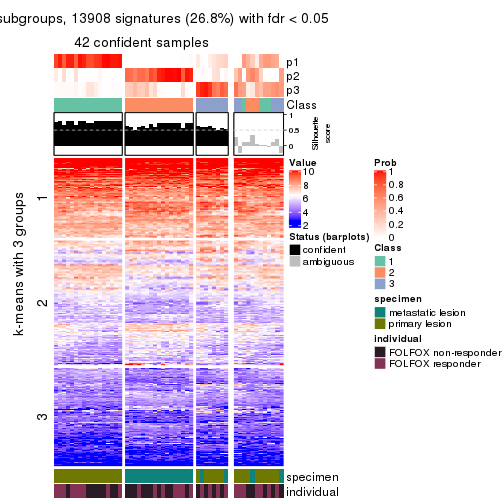 subgroups, 13908 signatures (26.8%) with fdr < 0.05
42 confident samples
p1
p2
p3
Class
1
0.5
0
Silhouette
score
k-means with 3 groups
1
2
3
Value
10
8
6
4
2
Status (barplots)
confident
ambiguous
Prob
1
0.8
0.6
0.4
0.2
0
Class
1
2
3
specimen
metastatic lesion
primary lesion
individual
FOLFOX non-responder
FOLFOX responder
specimen
individual